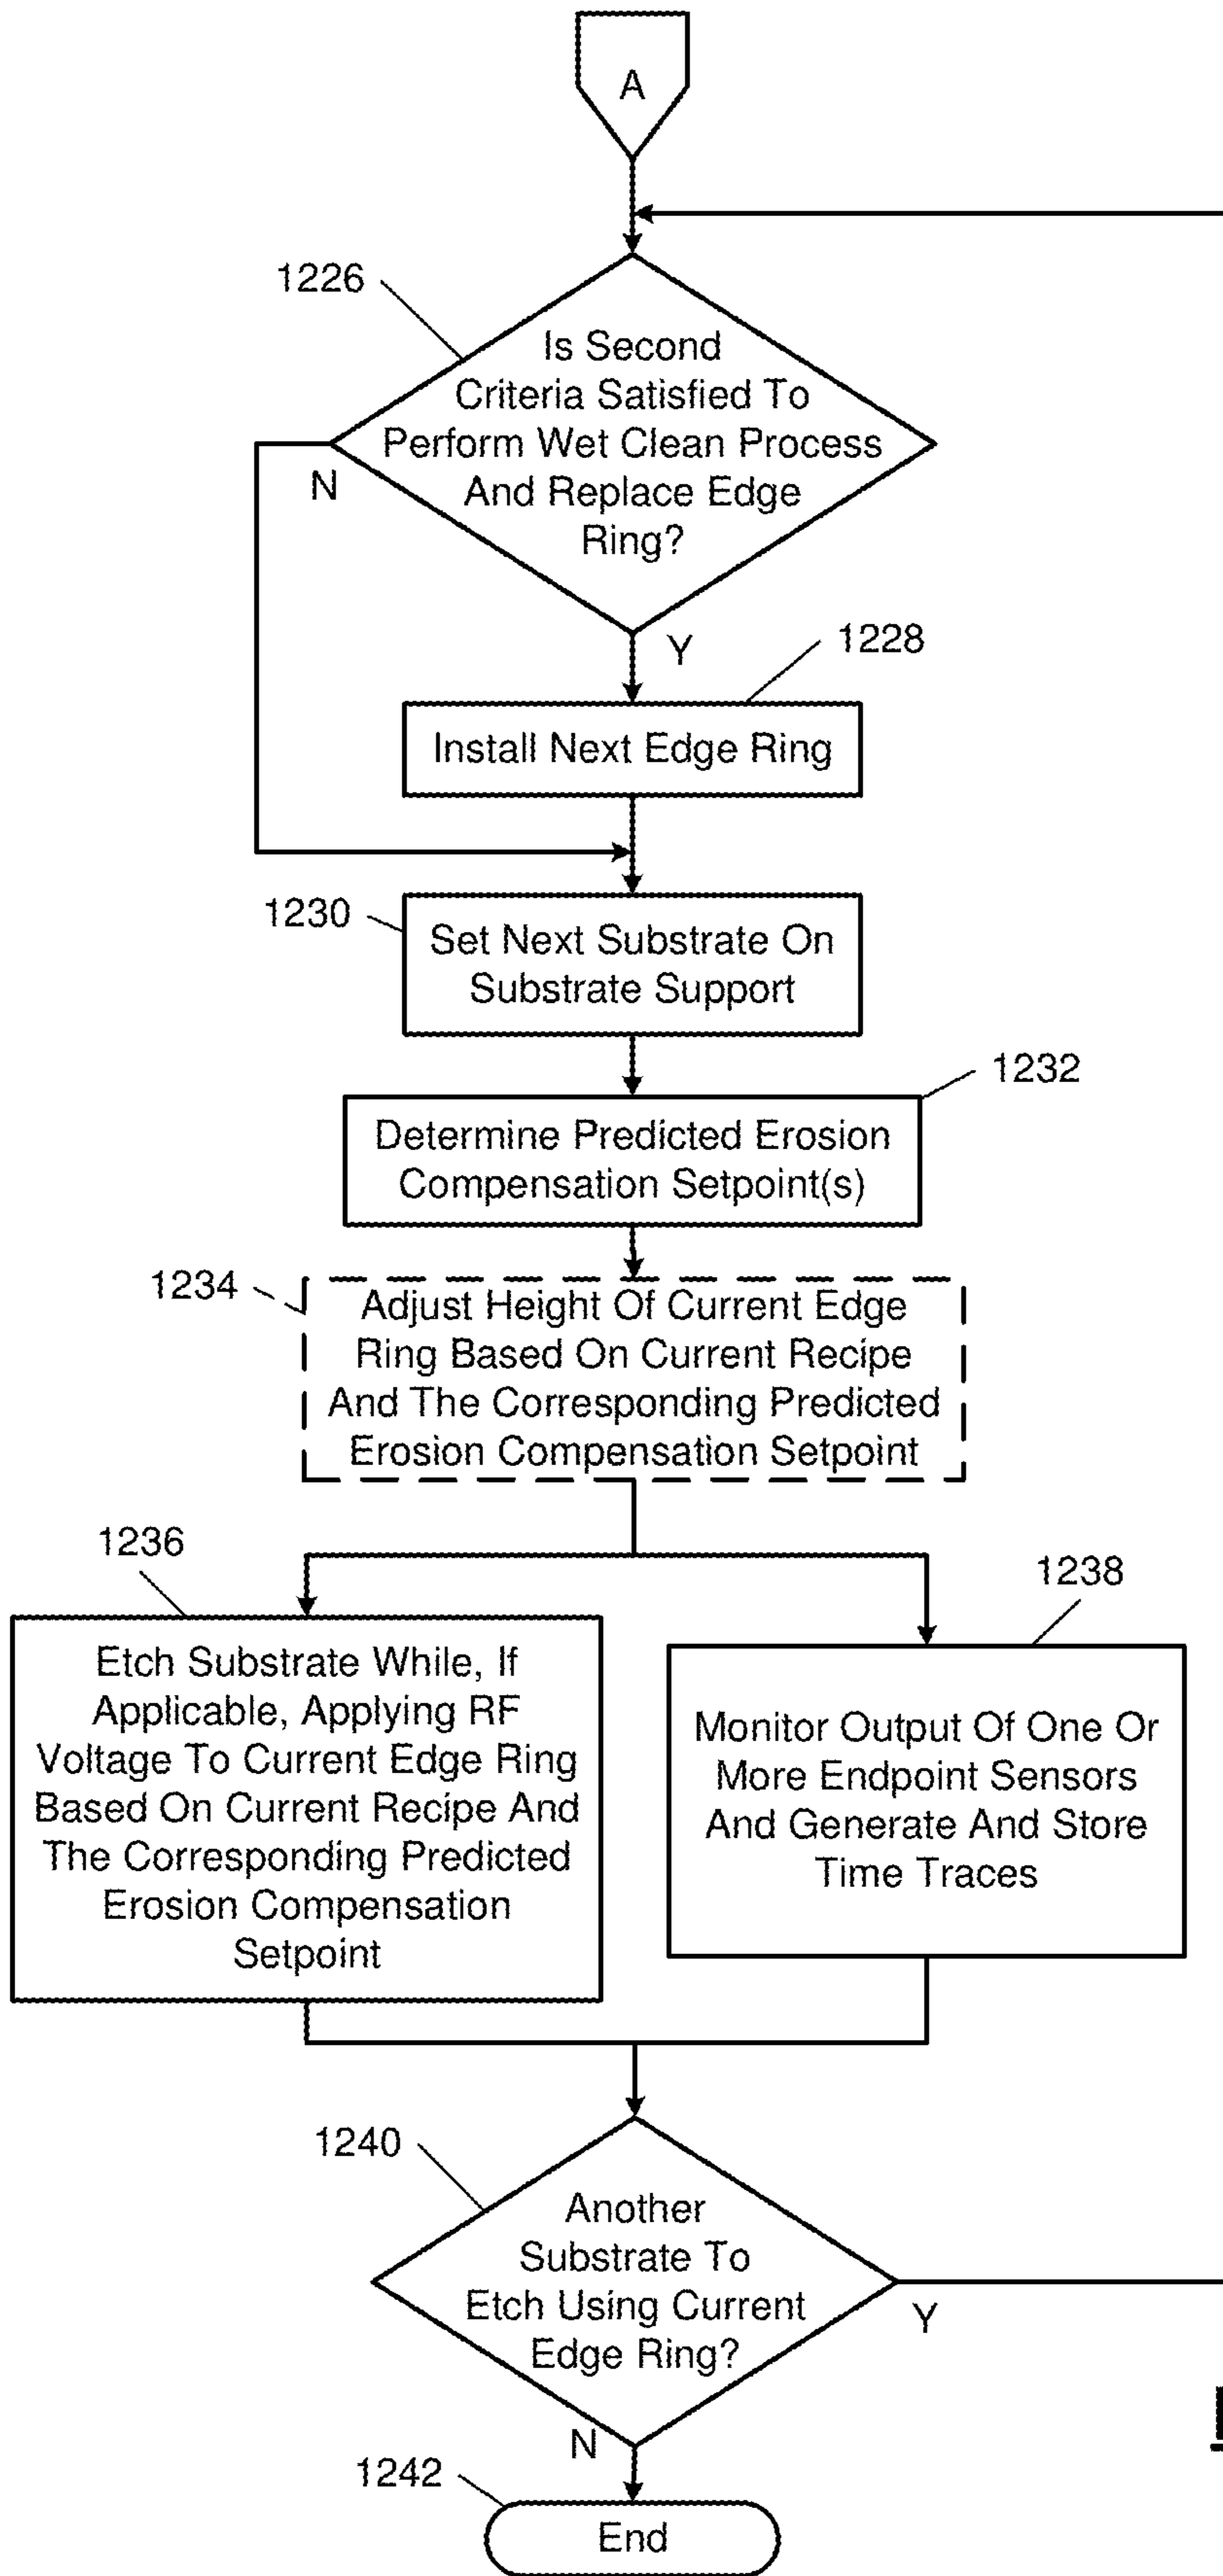 A
1226
Is Second
Criteria Satisfied To
Perform Wet Clean Process
And Replace Edge
Ring?
N
Y
1228
Install Next Edge Ring
1230
Set Next Substrate On
Substrate Support
1232
Determine Predicted Erosion
Compensation Setpoint(s)
1234
Adjust Height Of Current Edge
Ring Based On Current Recipe
And The Corresponding Predicted
Erosion Compensation Setpoint
1236
Etch Substrate While, If
Applicable, Applying RF
Voltage To Current Edge Ring
Based On Current Recipe And
The Corresponding Predicted
Erosion Compensation
Setpoint
1238
Monitor Output Of One Or
More Endpoint Sensors
And Generate And Store
Time Traces
1240
Another
Substrate To
Etch Using Current
Edge Ring?
Y
N
1242
End